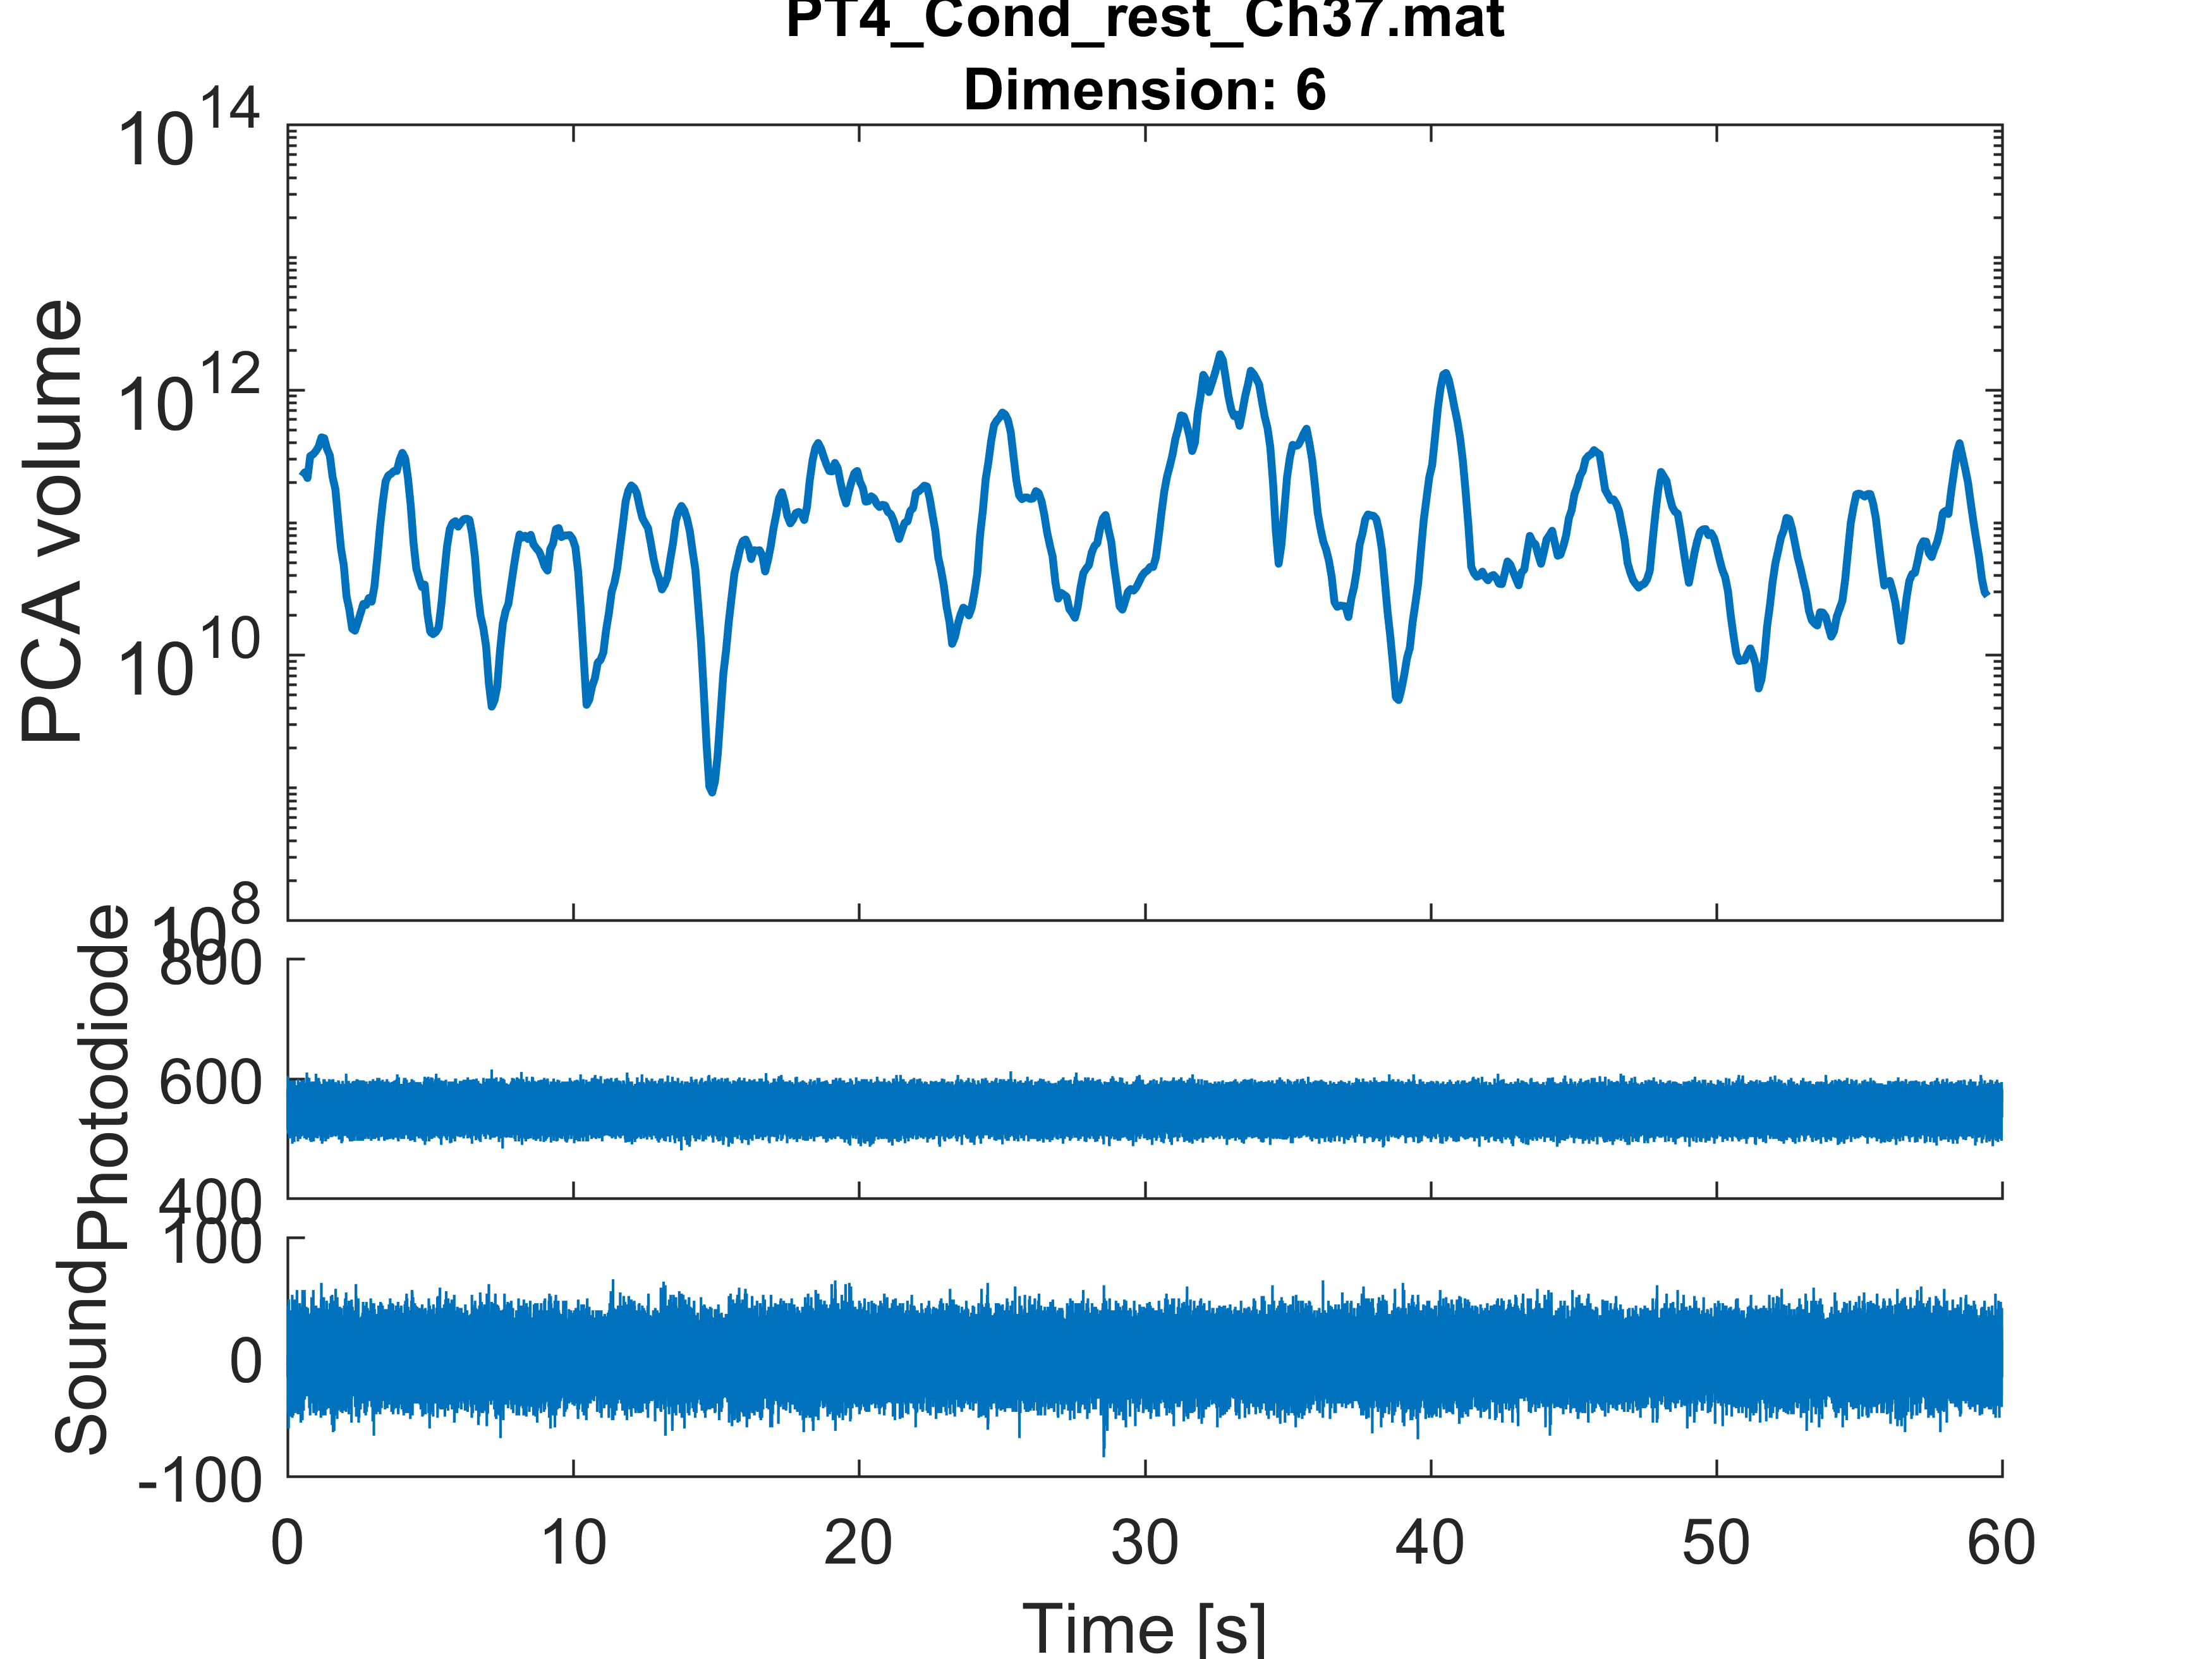 PT4_Cond_rest_Ch37.mat
Dimension: 6
10^14
10^12
10^10
10^8
PCA volume
800
600
400
Photodiode
100
0
-100
Sound
0 10 20 30 40 50 60
Time [s]